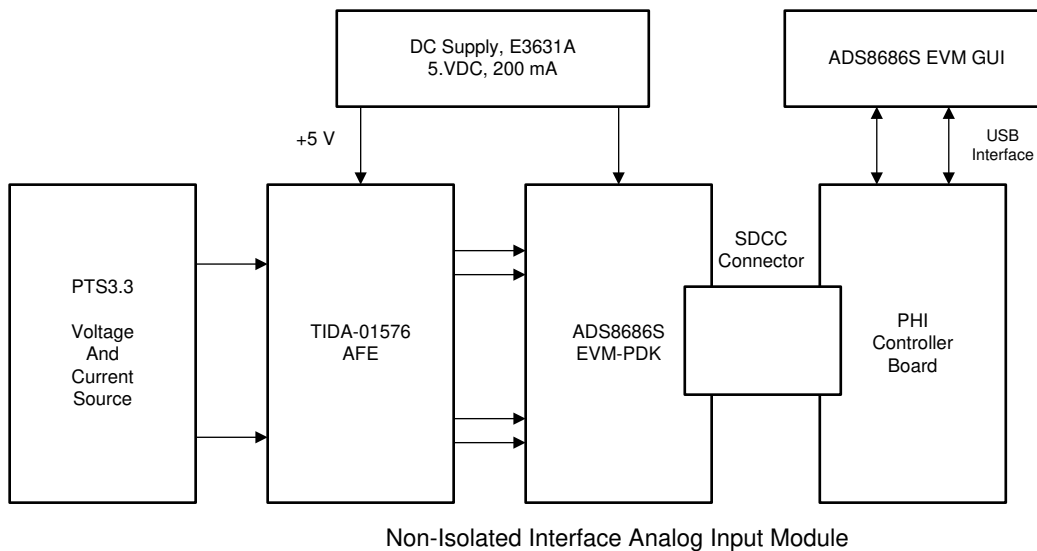 DC Supply, E3631A
5.VDC, 200 mA
ADS8686S EVM GUI
+5 V
USB
Interface
PTS3.3
Voltage
And
Current
Source
TIDA-01576
AFE
ADS8686S
EVM-PDK
SDCC
Connector
PHI
Controller
Board
Non-Isolated Interface Analog Input Module